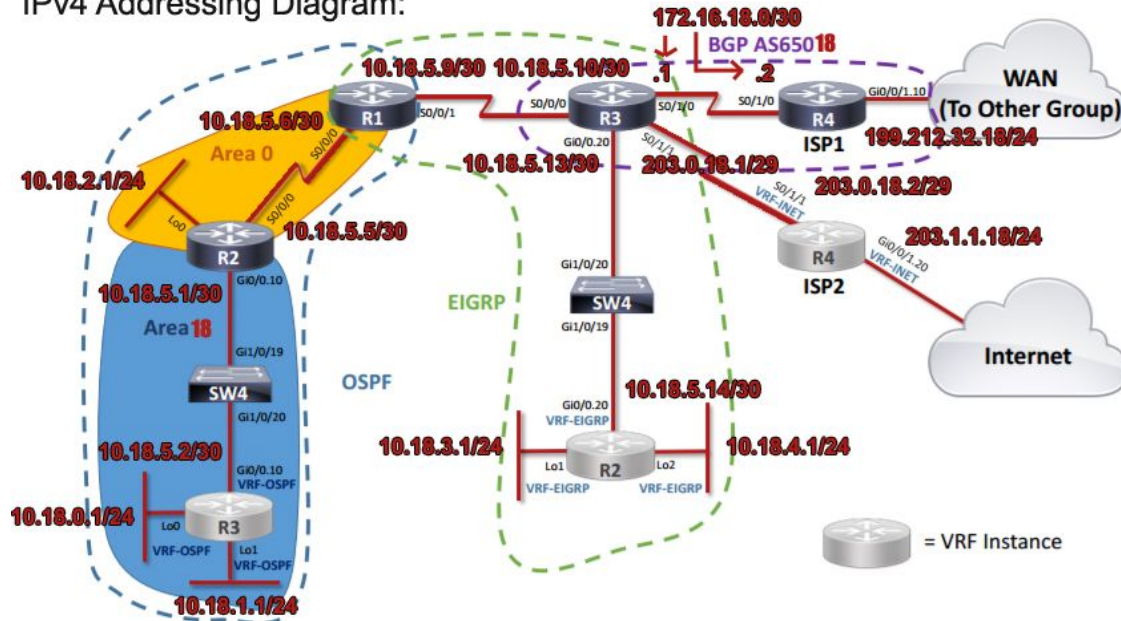 IPv4 Addressing Diagram:
172.16.18.0/30
BGP AS65018
.1
.2
10.18.5.9/30
10.18.5.10/30
S0/0/0
S0/1/0
S0/1/0
Gi0/0/1.10
WAN
(To Other Group)
R1
S0/0/1
R3
R4
ISP1
199.212.32.18/24
10.18.5.6/30
S0/0/0
Area 0
Gi0/0.20
S0/1/1
10.18.5.13/30
203.0.18.1/29
10.18.2.1/24
Lo0
S0/0/0
S0/1/1
VRF-INET
203.0.18.2/29
R2
10.18.5.5/30
R4
ISP2
203.1.1.18/24
Gi0/0/1.20
VRF-INET
Gi0/0.10
10.18.5.1/30
Area 18
Gi1/0/20
SW4
Gi1/0/19
EIGRP
Gi1/0/19
SW4
Gi1/0/20
OSPF
Internet
10.18.5.14/30
Gi0/0.20
VRF-EIGRP
10.18.5.2/30
10.18.3.1/24
10.18.4.1/24
R2
Lo1
VRF-EIGRP
Lo2
VRF-EIGRP
Gi0/0.10
VRF-OSPF
10.18.0.1/24
Lo0
R3
VRF-OSPF
Lo1
VRF-OSPF
10.18.1.1/24
= VRF Instance